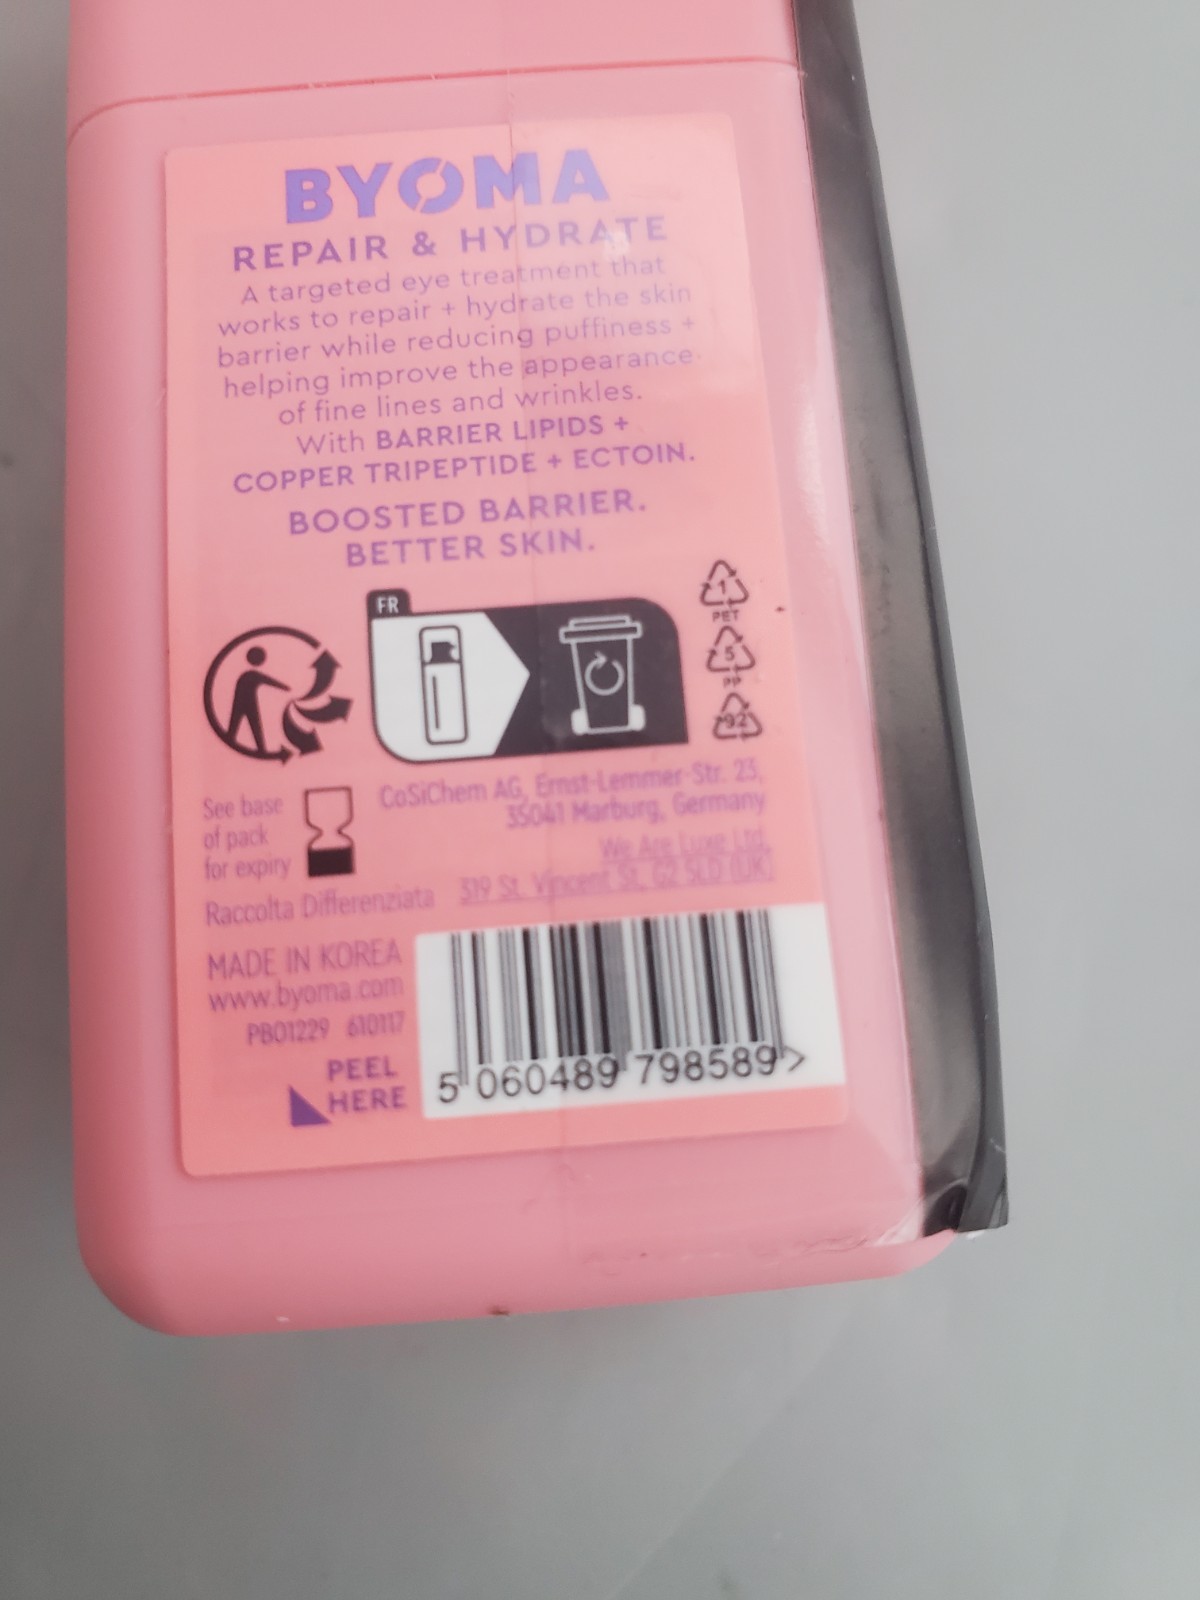 BYOMA
REPAIR & HYDRATE
A targeted eye treatment that
works to repair + hydrate the skin
barrier while reducing puffiness +
helping improve the appearance
of fine lines and wrinkles.
With BARRIER LIPIDS +
COPPER TRIPEPTIDE + ECTOIN.
BOOSTED BARRIER.
BETTER SKIN.
FR
1
PET
5
PP
92
See base
of pack
for expiry
CoSiChem AG, Ernst-Lemmer-Str. 23,
35041 Marburg, Germany
We Are Luxe Ltd.
319 St. Vincent St, G2 5LD (UK)
Raccolta Differenziata
MADE IN KOREA
www.byoma.com
PB01229 610117
PEEL
HERE
5 060489 798589 >